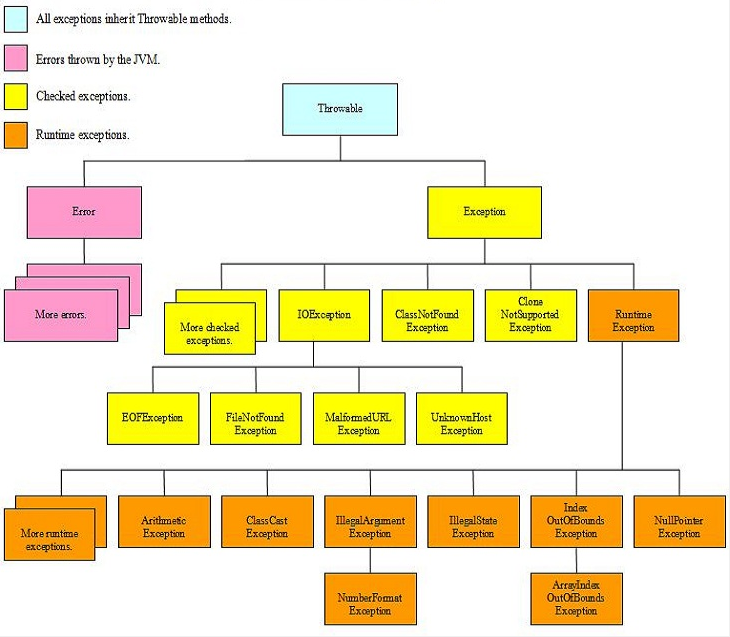 All exceptions inherit Throwable methods.
Errors thrown by the JVM.
Checked exceptions.
Runtime exceptions.
Throwable
Error
Exception
More errors.
More checked
exceptions.
IOException
ClassNotFound
Exception
Clone
NotSupported
Exception
Runtime
Exception
EOFException
FileNotFound
Exception
MalformedURL
Exception
UnknownHost
Exception
More runtime
exceptions.
Arithmetic
Exception
ClassCast
Exception
IllegalArgument
Exception
IllegalState
Exception
Index
OutOfBounds
Exception
NullPointer
Exception
NumberFormat
Exception
ArrayIndex
OutOfBounds
Exception